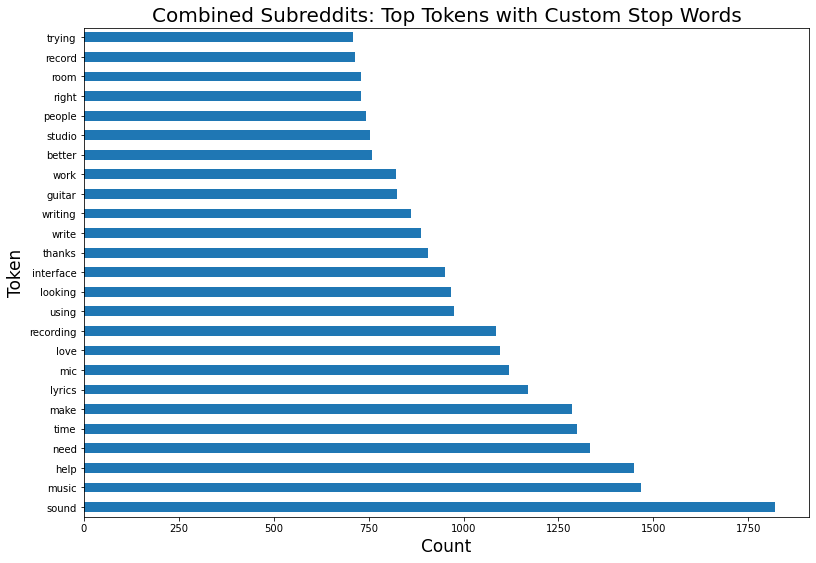 Combined Subreddits: Top Tokens with Custom Stop Words
trying
record
room
right
people
studio
better
work
guitar
writing
write
thanks
interface
looking
using
recording
love
mic
lyrics
make
time
need
help
music
sound
Token
0 250 500 750 1000 1250 1500 1750
Count